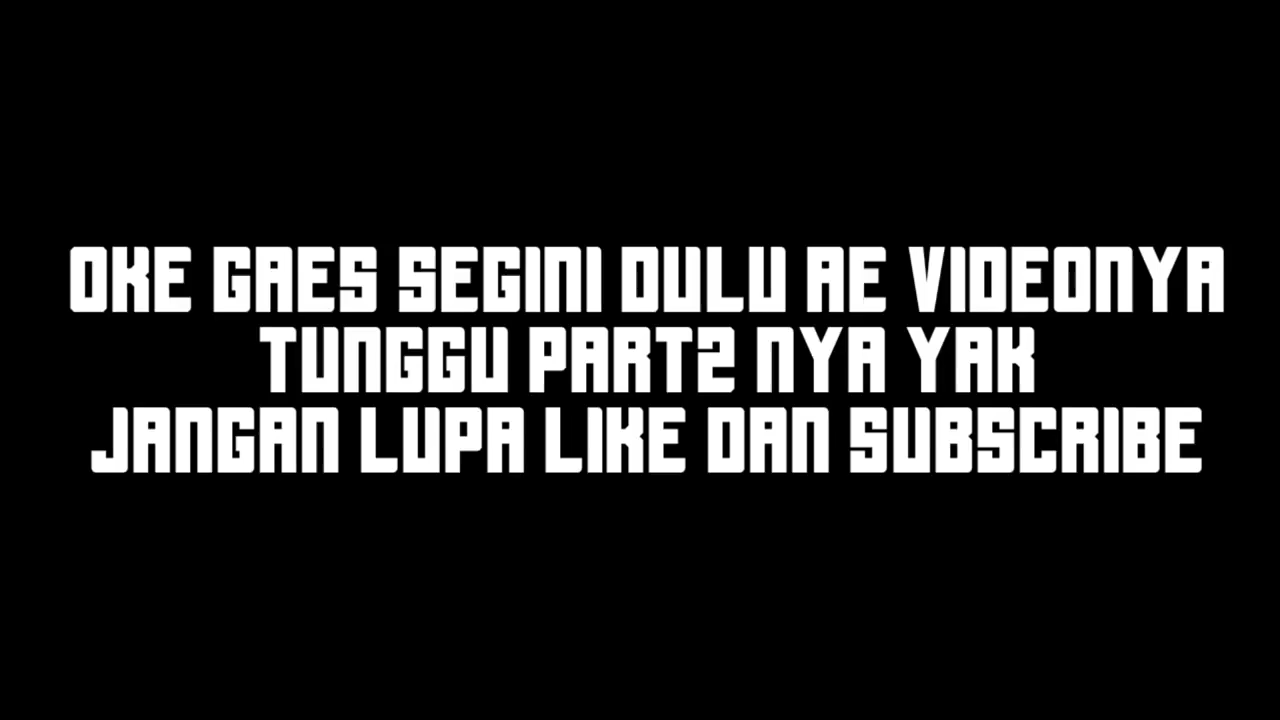 OKE GAES SEGINI DULU AE VIDEONYA
TUNGGU PART2 NYA YAK
JANGAN LUPA LIKE DAN SUBSCRIBE